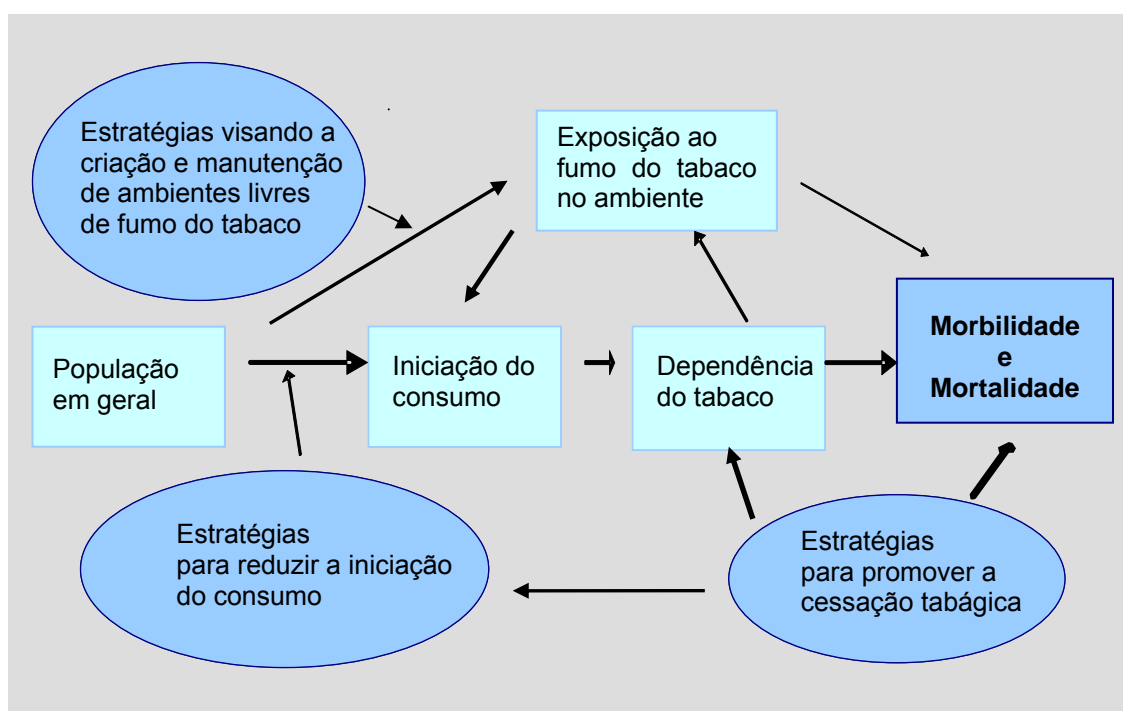 Estratégias visando a
criação e manutenção
de ambientes livres
de fumo do tabaco
Exposição ao
fumo do tabaco
no ambiente
População
em geral
Iniciação do
consumo
Dependência
do tabaco
Morbilidade
e
Mortalidade
Estratégias
para reduzir a iniciação
do consumo
Estratégias
para promover a
cessação tabágica